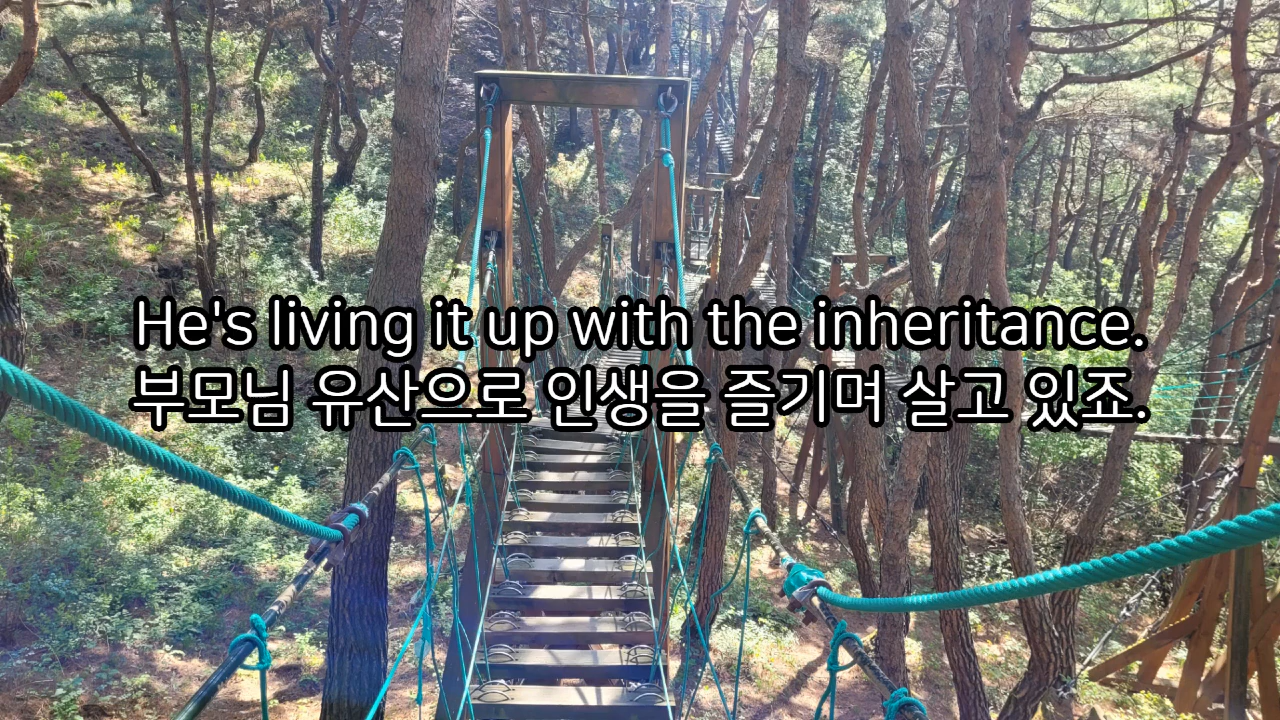 He's living it up with the inheritance.
부모님 유산으로 인생을 즐기며 살고 있죠.